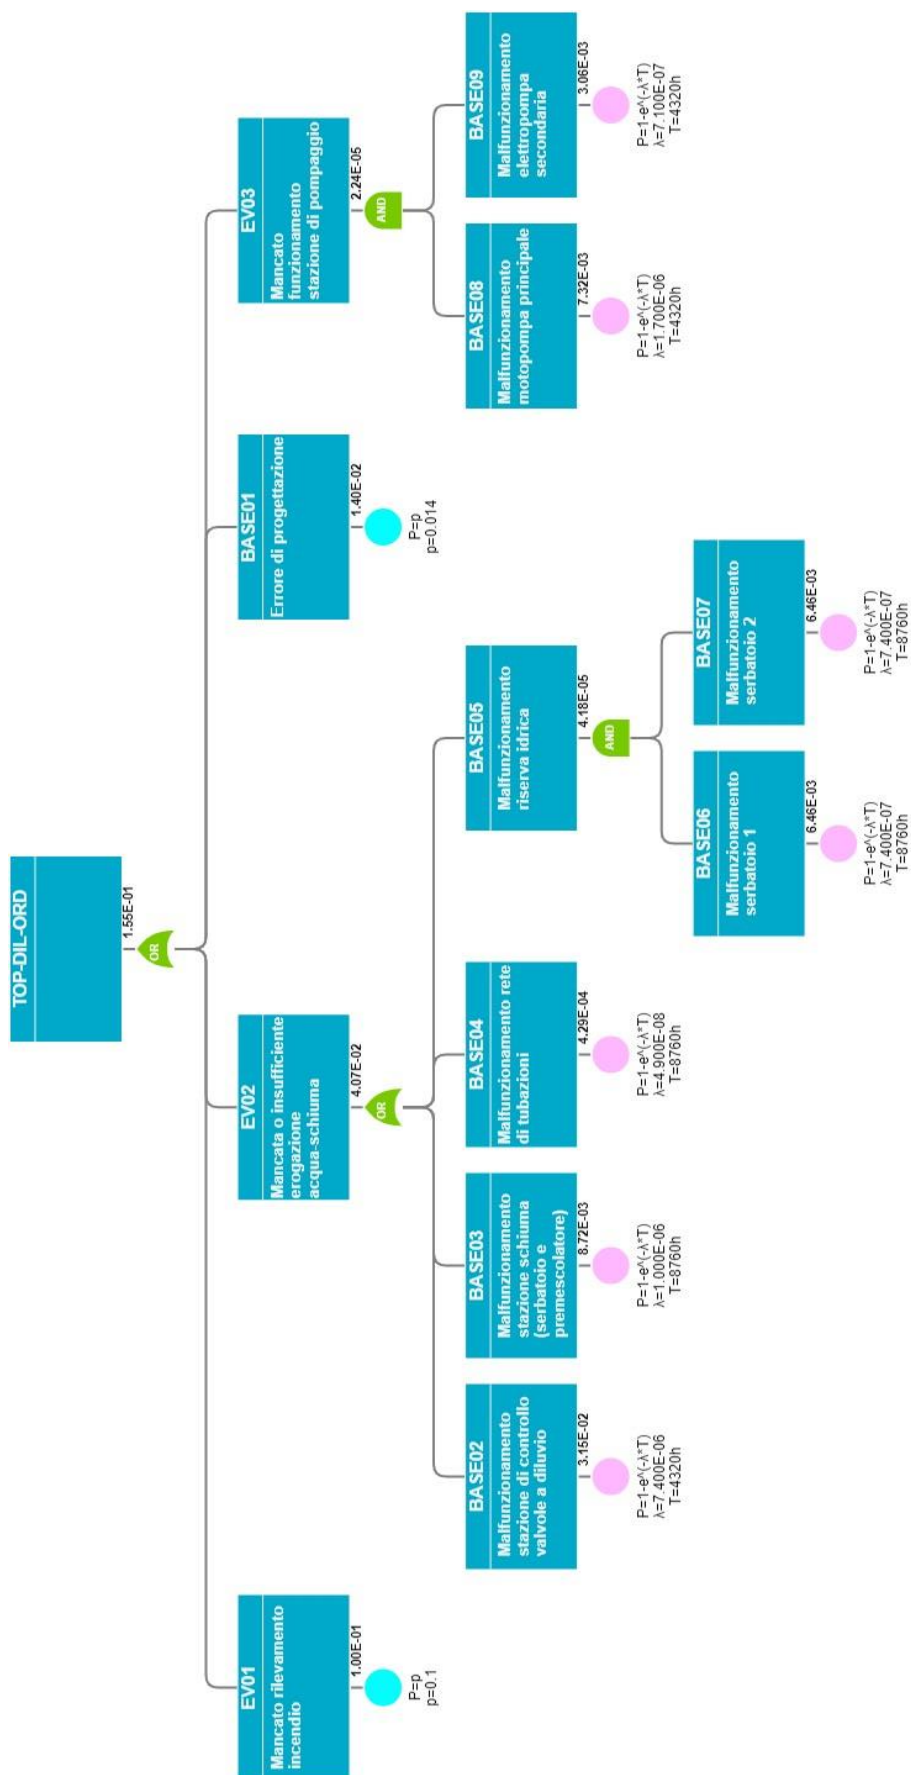 TOP-DIL-ORD
1.55E-01
OR
EV01
Mancato rilevamento
incendio
1.00E-01
P=p
p=0.1
EV02
Mancata o insufficiente
erogazione
acqua-schiuma
4.07E-02
OR
BASE01
Errore di progettazione
1.40E-02
P=p
p=0.014
EV03
Mancato
funzionamento
stazione di pompaggio
2.24E-05
AND
BASE02
Malfunzionamento
stazione di controllo
valvole a diluvio
3.15E-02
P=1-e^(-λ*T)
λ=7.400E-06
T=4320h
BASE03
Malfunzionamento
stazione schiuma
(serbatoio e
premescolatore)
8.72E-03
P=1-e^(-λ*T)
λ=1.000E-06
T=8760h
BASE04
Malfunzionamento rete
di tubazioni
4.29E-04
P=1-e^(-λ*T)
λ=4.900E-08
T=8760h
BASE05
Malfunzionamento
riserva idrica
4.18E-05
AND
BASE08
Malfunzionamento
motopompa principale
7.32E-03
P=1-e^(-λ*T)
λ=1.700E-06
T=4320h
BASE09
Malfunzionamento
elettropompa
secondaria
3.06E-03
P=1-e^(-λ*T)
λ=7.100E-07
T=4320h
BASE06
Malfunzionamento
serbatoio 1
6.46E-03
P=1-e^(-λ*T)
λ=7.400E-07
T=8760h
BASE07
Malfunzionamento
serbatoio 2
6.46E-03
P=1-e^(-λ*T)
λ=7.400E-07
T=8760h